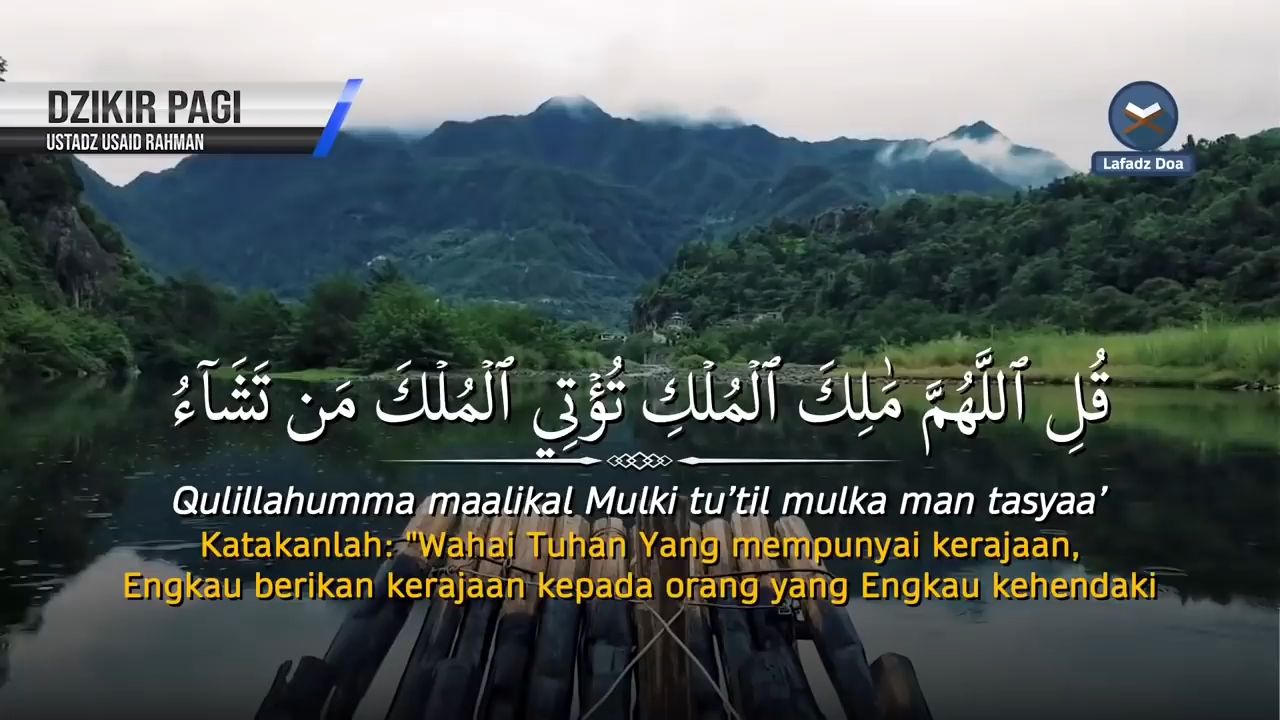 DZIKIR PAGI
USTADZ USAID RAHMAN
Lafadz Doa
قُلِ ٱللَّهُمَّ مَٰلِكَ ٱلْمُلْكِ تُؤْتِي ٱلْمُلْكَ مَن تَشَآءُ
Qulillahumma maalikal Mulki tu’til mulka man tasyaa’
Katakanlah: "Wahai Tuhan Yang mempunyai kerajaan,
Engkau berikan kerajaan kepada orang yang Engkau kehendaki